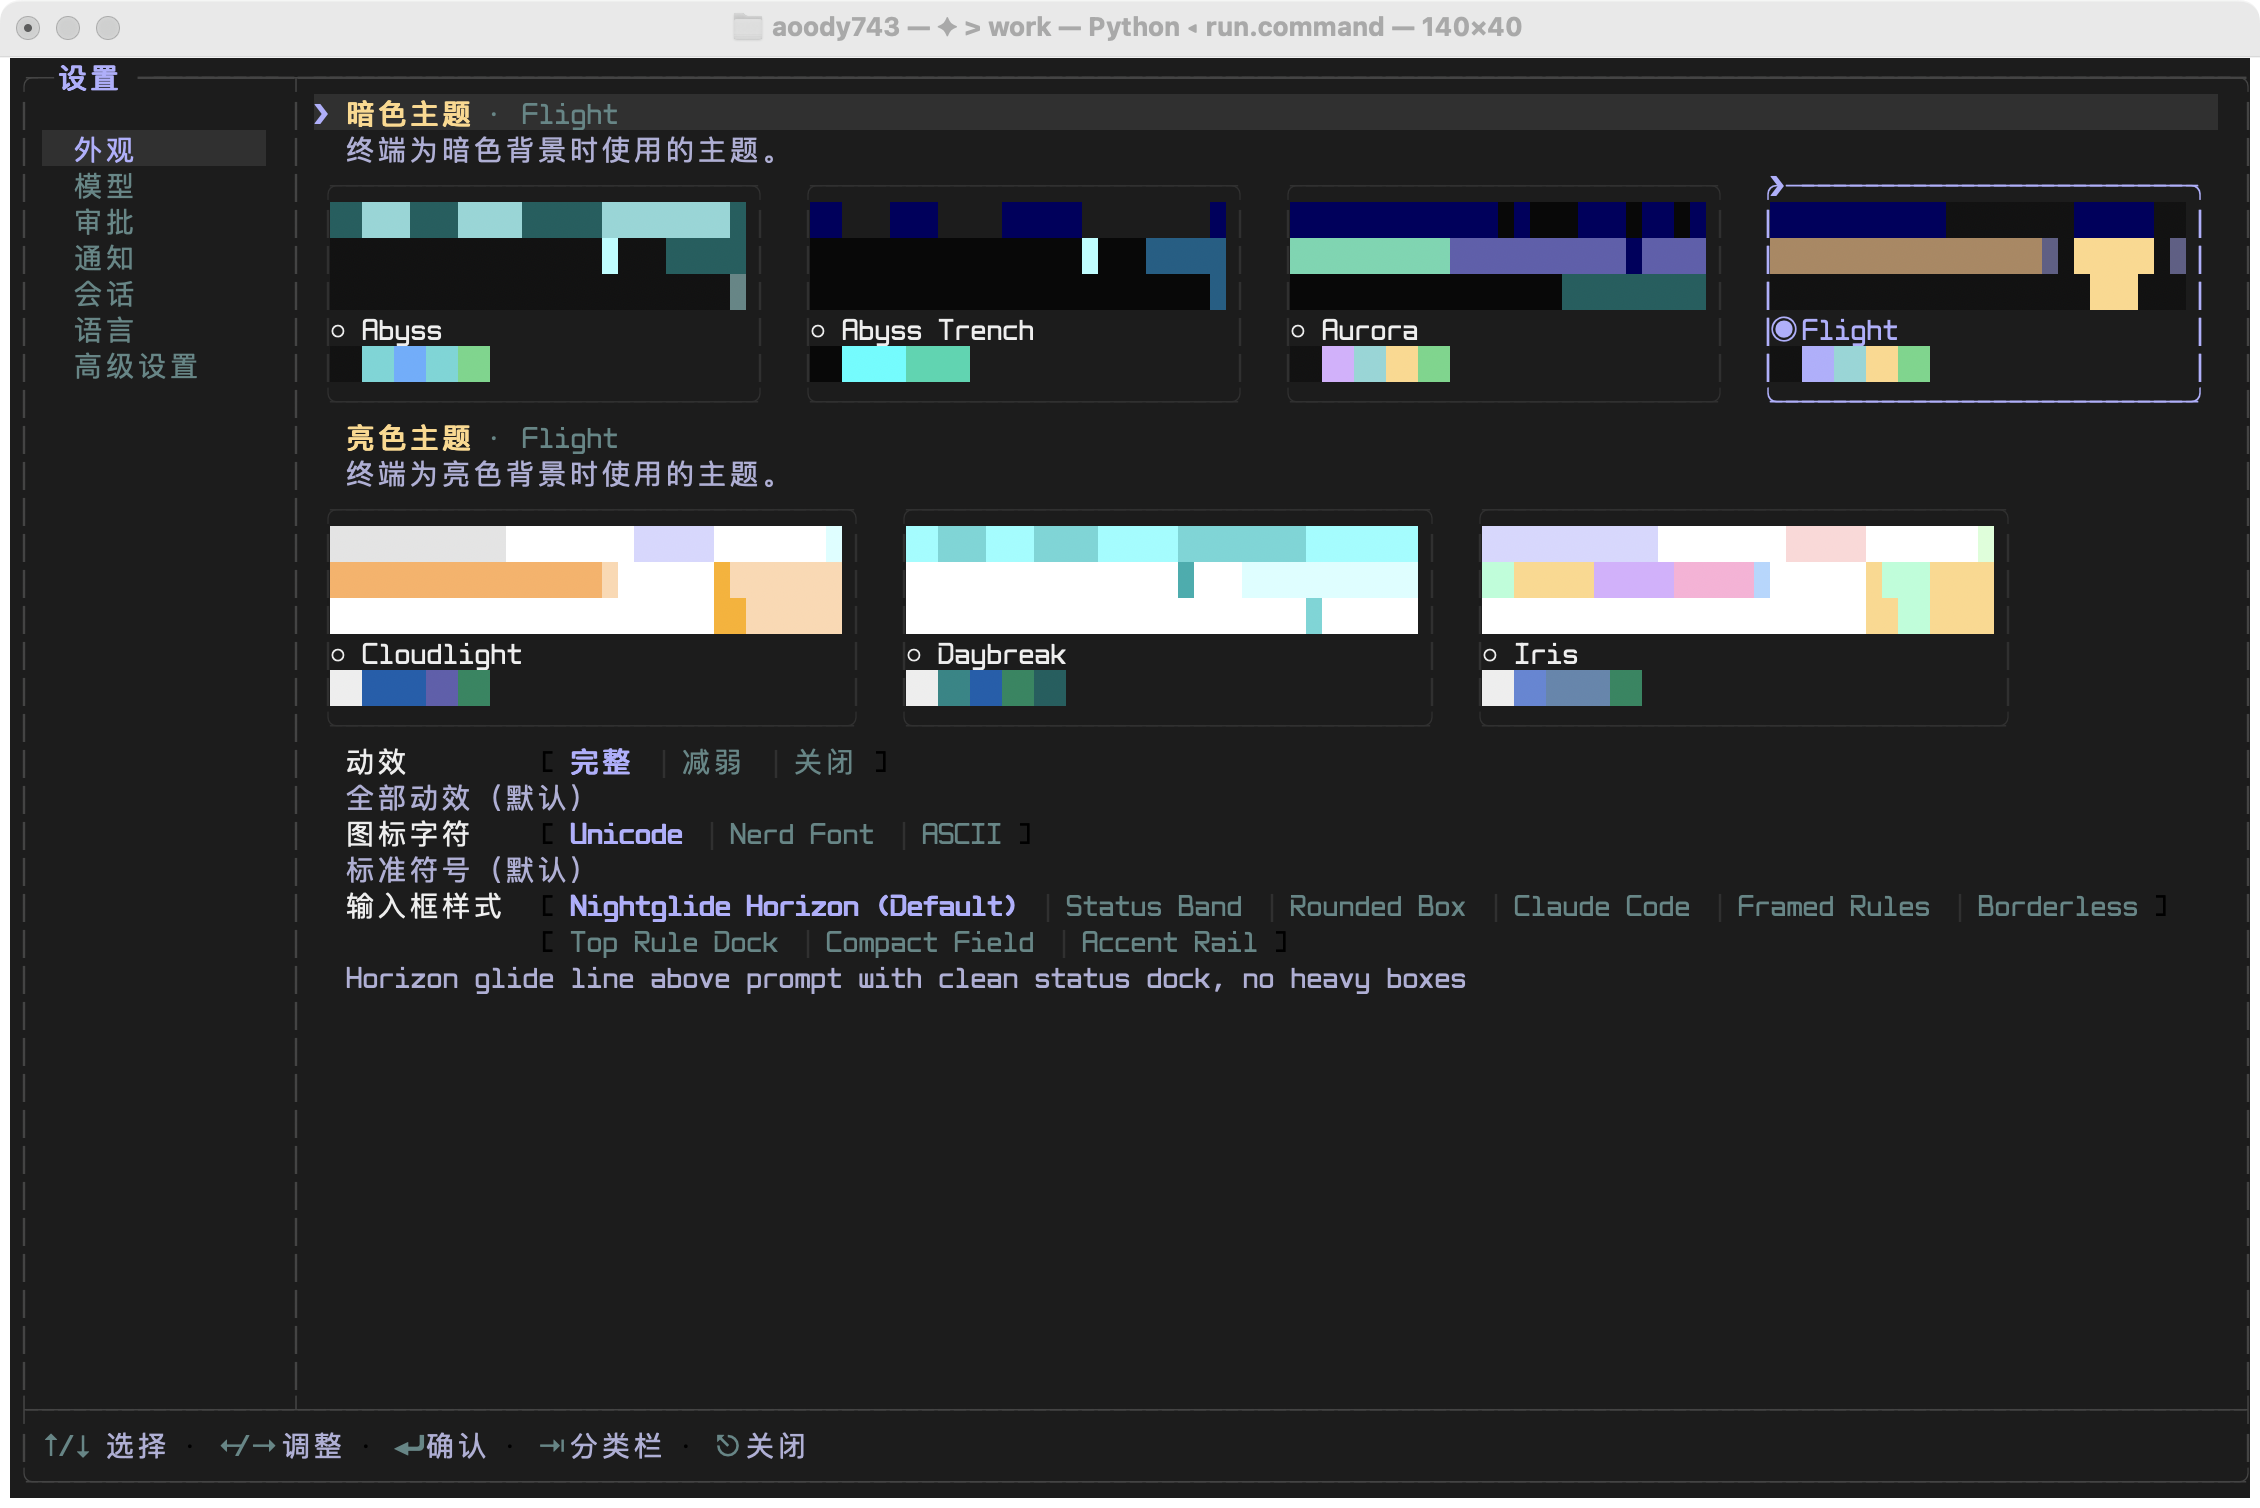 aoody743 — ✦ > work — Python ◂ run.command — 140×40
设置
❯ 暗色主题 · Flight
终端为暗色背景时使用的主题。
外观
模型
审批
通知
会话
语言
高级设置
○ Abyss ○ Abyss Trench ○ Aurora ◉ Flight
亮色主题 · Flight
终端为亮色背景时使用的主题。
○ Cloudlight ○ Daybreak ○ Iris
动效 [ 完整 | 减弱 | 关闭 ]
全部动效（默认）
图标字符 [ Unicode | Nerd Font | ASCII ]
标准符号（默认）
输入框样式 [ Nightglide Horizon (Default) | Status Band | Rounded Box | Claude Code | Framed Rules | Borderless ]
[ Top Rule Dock | Compact Field | Accent Rail ]
Horizon glide line above prompt with clean status dock, no heavy boxes
↑/↓ 选择 · ←/→ 调整 · ↵ 确认 · ⇥ 分类栏 · ⎋ 关闭